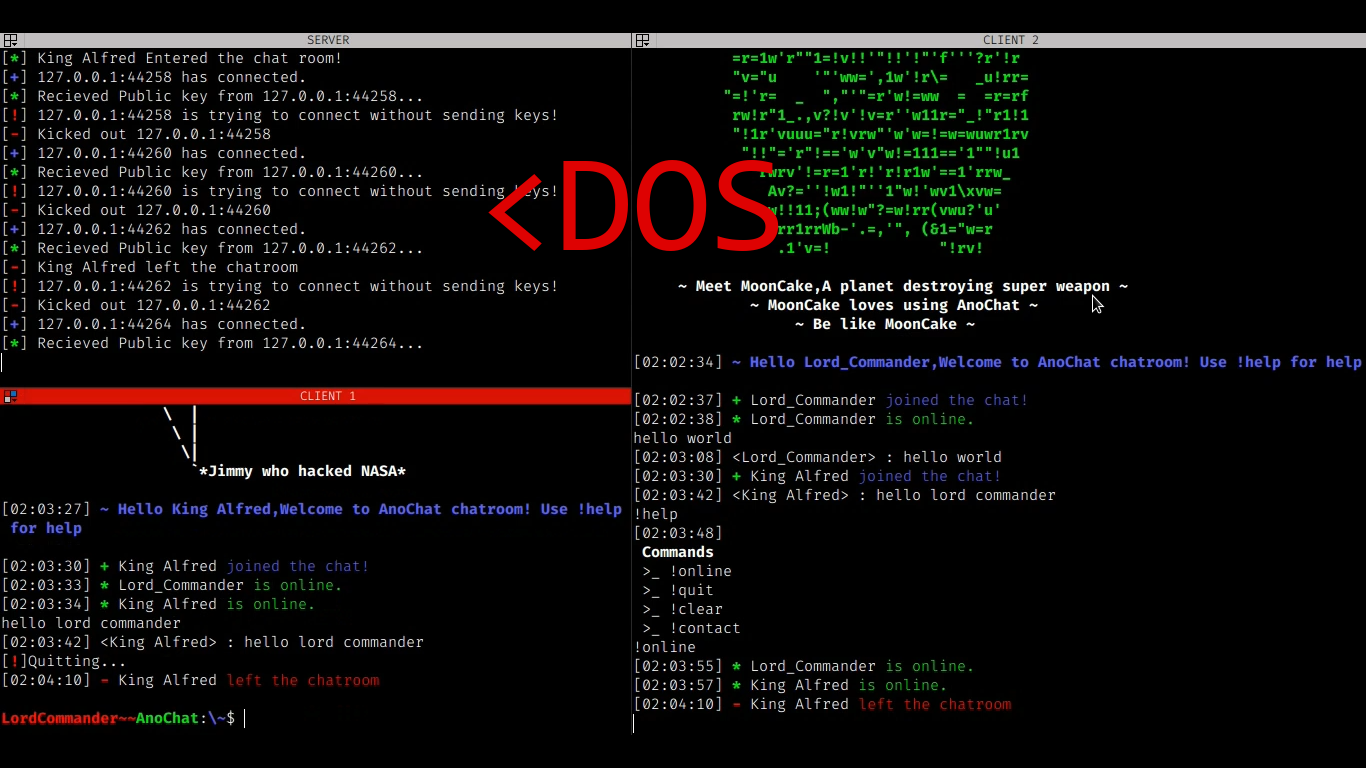 SERVER
[*] King Alfred Entered the chat room!
[+] 127.0.0.1:44258 has connected.
[*] Recieved Public key from 127.0.0.1:44258...
[!] 127.0.0.1:44258 is trying to connect without sending keys!
[-] Kicked out 127.0.0.1:44258
[+] 127.0.0.1:44260 has connected.
[*] Recieved Public key from 127.0.0.1:44260...
[!] 127.0.0.1:44260 is trying to connect without sending keys!
[-] Kicked out 127.0.0.1:44260
[+] 127.0.0.1:44262 has connected.
[*] Recieved Public key from 127.0.0.1:44262...
[-] King Alfred left the chatroom
[!] 127.0.0.1:44262 is trying to connect without sending keys!
[-] Kicked out 127.0.0.1:44262
[+] 127.0.0.1:44264 has connected.
[*] Recieved Public key from 127.0.0.1:44264...
<DOS
CLIENT 1
`*Jimmy who hacked NASA*
[02:03:27] ~ Hello King Alfred,Welcome to AnoChat chatroom! Use !help
for help
[02:03:30] + King Alfred joined the chat!
[02:03:33] * Lord_Commander is online.
[02:03:34] * King Alfred is online.
hello lord commander
[02:03:42] <King Alfred> : hello lord commander
[!]Quitting...
[02:04:10] - King Alfred left the chatroom
LordCommander~~AnoChat:\~$
CLIENT 2
~ Meet MoonCake,A planet destroying super weapon ~
~ MoonCake loves using AnoChat ~
~ Be like MoonCake ~
[02:02:34] ~ Hello Lord_Commander,Welcome to AnoChat chatroom! Use !help for help
[02:02:37] + Lord_Commander joined the chat!
[02:02:38] * Lord_Commander is online.
hello world
[02:03:08] <Lord_Commander> : hello world
[02:03:30] + King Alfred joined the chat!
[02:03:42] <King Alfred> : hello lord commander
!help
[02:03:48]
Commands
>_ !online
>_ !quit
>_ !clear
>_ !contact
!online
[02:03:55] * Lord_Commander is online.
[02:03:57] * King Alfred is online.
[02:04:10] - King Alfred left the chatroom